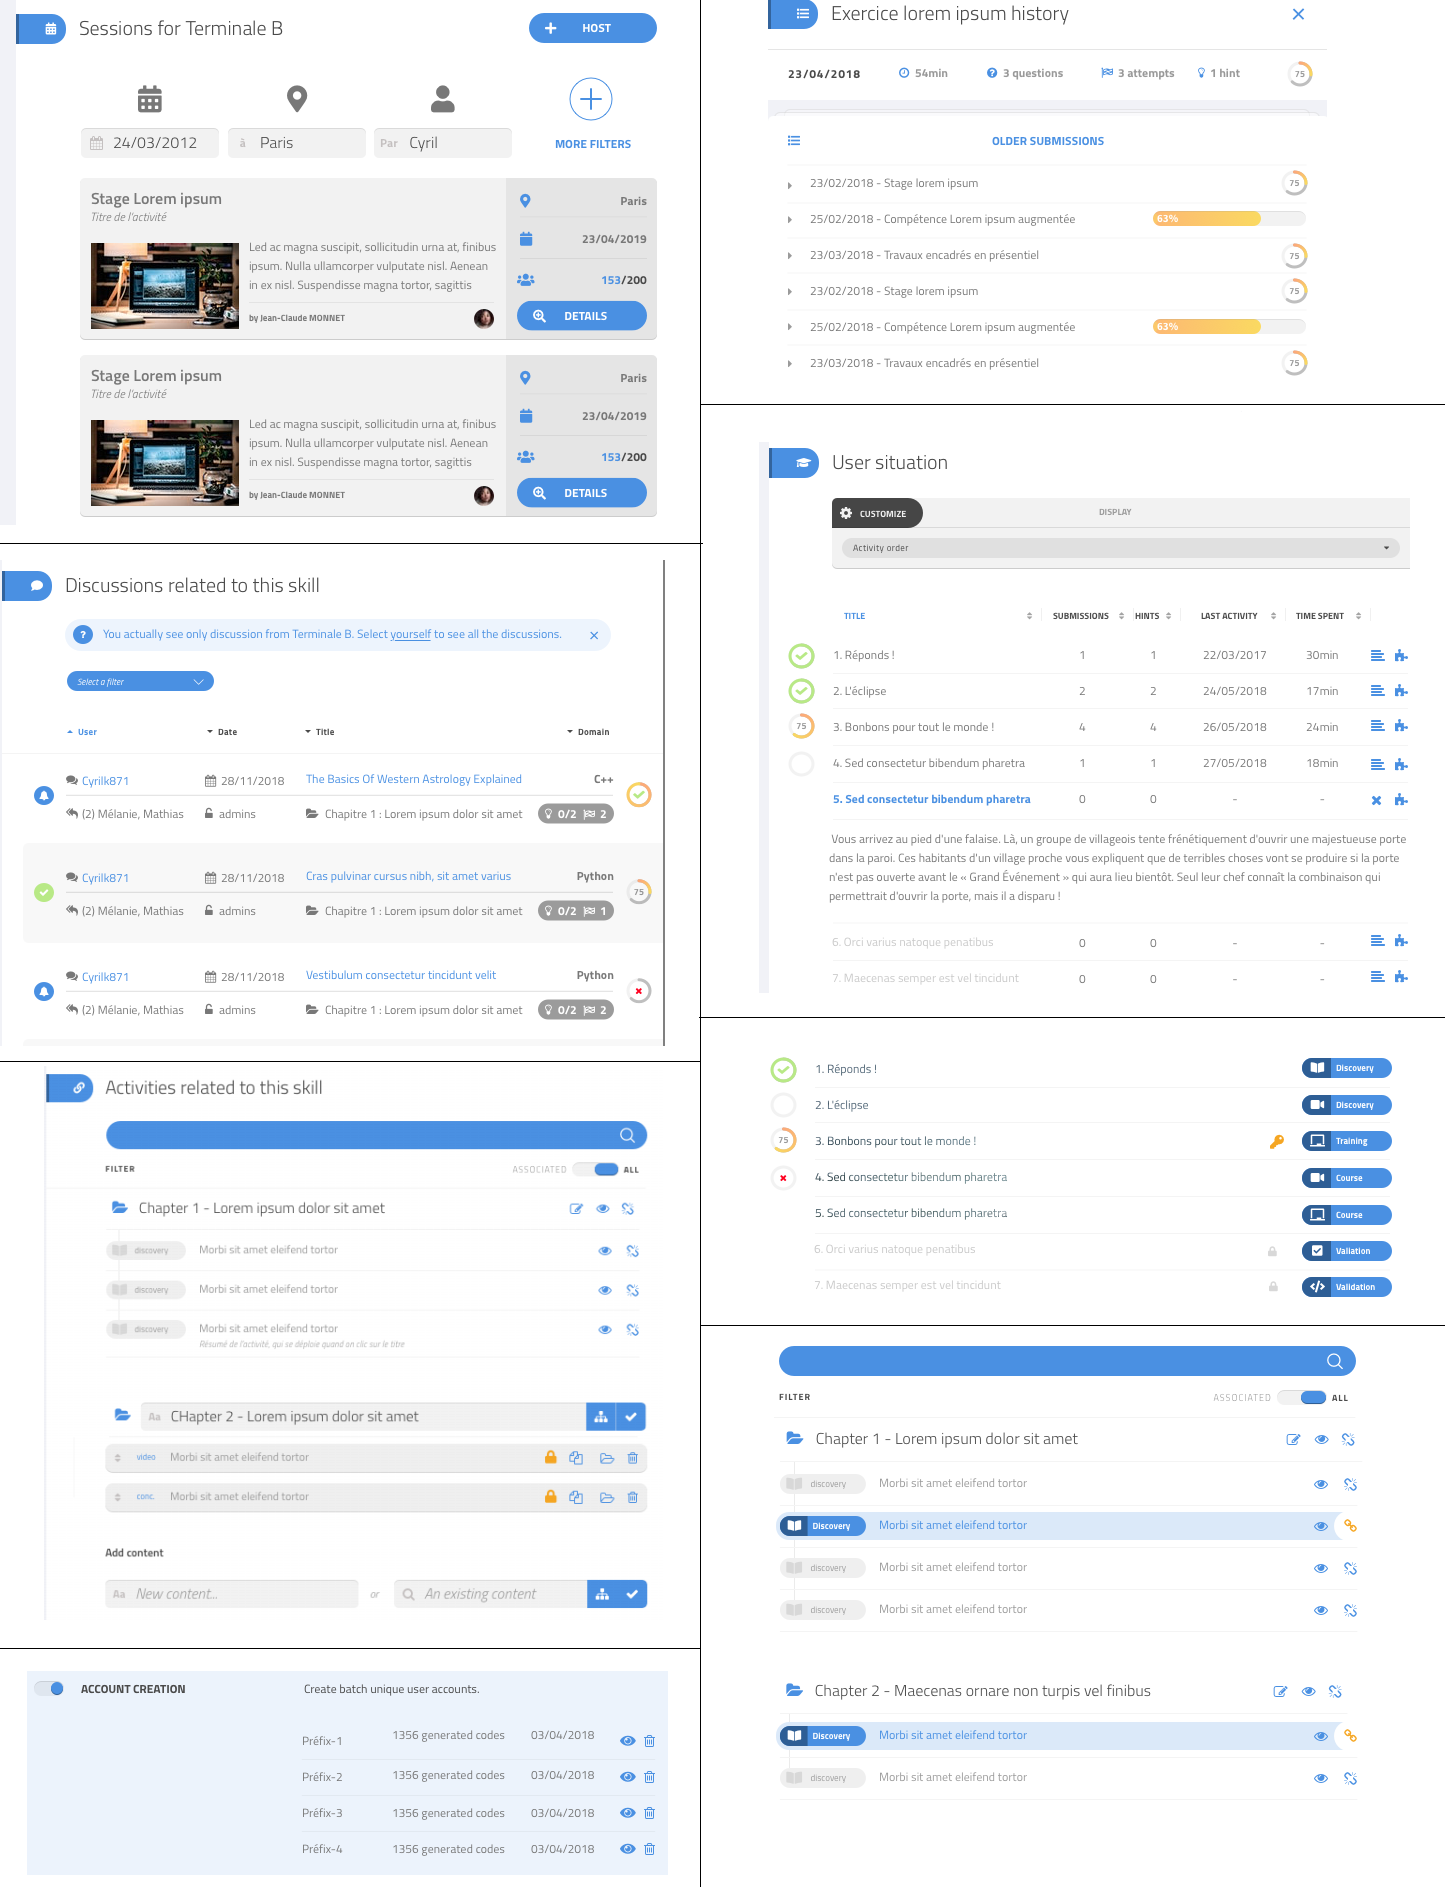 Sessions for Terminale B
HOST
24/03/2012
à Paris
Par Cyril
MORE FILTERS
Stage Lorem ipsum
Titre de l'activité
Led ac magna suscipit, sollicitudin urna at, finibus
ipsum. Nulla ullamcorper vulputate nisl. Aenean
in ex nisl. Suspendisse magna tortor, sagittis
by Jean-Claude MONNET
Paris
23/04/2019
153/200
DETAILS
Stage Lorem ipsum
Titre de l'activité
Led ac magna suscipit, sollicitudin urna at, finibus
ipsum. Nulla ullamcorper vulputate nisl. Aenean
in ex nisl. Suspendisse magna tortor, sagittis
by Jean-Claude MONNET
Paris
23/04/2019
153/200
DETAILS
Discussions related to this skill
? You actually see only discussion from Terminale B. Select yourself to see all the discussions.
Select a filter
User Date Title Domain
Cyrilk871 28/11/2018 The Basics Of Western Astrology Explained C++
(2) Mélanie, Mathias admins Chapitre 1 : Lorem ipsum dolor sit amet 0/2 2
Cyrilk871 28/11/2018 Cras pulvinar cursus nibh, sit amet varius Python
75
(2) Mélanie, Mathias admins Chapitre 1 : Lorem ipsum dolor sit amet 0/2 1
Cyrilk871 28/11/2018 Vestibulum consectetur tincidunt velit Python
(2) Mélanie, Mathias admins Chapitre 1 : Lorem ipsum dolor sit amet 0/2 2
Activities related to this skill
FILTER ASSOCIATED ALL
Chapter 1 - Lorem ipsum dolor sit amet
discovery Morbi sit amet eleifend tortor
discovery Morbi sit amet eleifend tortor
discovery Morbi sit amet eleifend tortor
Résumé de l'activité, qui se déploie quand on clic sur le titre
Aa CHapter 2 - Lorem ipsum dolor sit amet
video Morbi sit amet eleifend tortor
conc. Morbi sit amet eleifend tortor
Add content
Aa New content... or An existing content
ACCOUNT CREATION Create batch unique user accounts.
Préfix-1 1356 generated codes 03/04/2018
Préfix-2 1356 generated codes 03/04/2018
Préfix-3 1356 generated codes 03/04/2018
Préfix-4 1356 generated codes 03/04/2018
Exercice lorem ipsum history
23/04/2018 54min ? 3 questions 3 attempts 1 hint 75
OLDER SUBMISSIONS
23/02/2018 - Stage lorem ipsum 75
25/02/2018 - Compétence Lorem ipsum augmentée 63%
23/03/2018 - Travaux encadrés en présentiel 75
23/02/2018 - Stage lorem ipsum 75
25/02/2018 - Compétence Lorem ipsum augmentée 63%
23/03/2018 - Travaux encadrés en présentiel 75
User situation
CUSTOMIZE DISPLAY
Activity order
TITLE SUBMISSIONS HINTS LAST ACTIVITY TIME SPENT
1. Réponds ! 1 1 22/03/2017 30min
2. L'éclipse 2 2 24/05/2018 17min
75 3. Bonbons pour tout le monde ! 4 4 26/05/2018 24min
4. Sed consectetur bibendum pharetra 1 1 27/05/2018 18min
5. Sed consectetur bibendum pharetra 0 0 - -
Vous arrivez au pied d'une falaise. Là, un groupe de villageois tente frénétiquement d'ouvrir une majestueuse porte
dans la paroi. Ces habitants d'un village proche vous expliquent que de terribles choses vont se produire si la porte
n'est pas ouverte avant le « Grand Événement » qui aura lieu bientôt. Seul leur chef connaît la combinaison qui
permettrait d'ouvrir la porte, mais il a disparu !
6. Orci varius natoque penatibus 0 0 - -
7. Maecenas semper est vel tincidunt 0 0 - -
1. Réponds ! Discovery
2. L'éclipse Discovery
75 3. Bonbons pour tout le monde ! Training
4. Sed consectetur bibendum pharetra Course
5. Sed consectetur bibendum pharetra Course
6. Orci varius natoque penatibus Valiation
7. Maecenas semper est vel tincidunt Validation
FILTER ASSOCIATED ALL
Chapter 1 - Lorem ipsum dolor sit amet
discovery Morbi sit amet eleifend tortor
Discovery Morbi sit amet eleifend tortor
discovery Morbi sit amet eleifend tortor
discovery Morbi sit amet eleifend tortor
Chapter 2 - Maecenas ornare non turpis vel finibus
Discovery Morbi sit amet eleifend tortor
discovery Morbi sit amet eleifend tortor